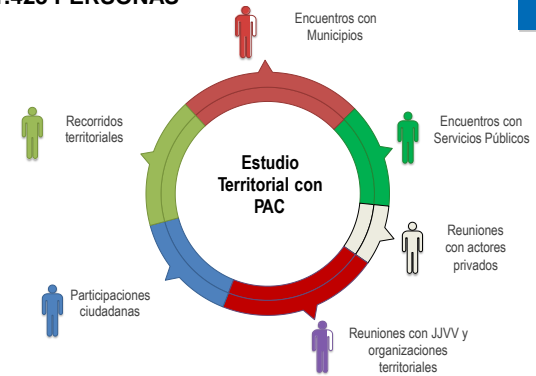 PERSONAS
Encuentros con
Municipios
Recorridos
territoriales
Encuentros con
Servicios Públicos
Estudio
Territorial con
PAC
Reuniones
con actores
privados
Participaciones
ciudadanas
Reuniones con JJVV y
organizaciones
territoriales